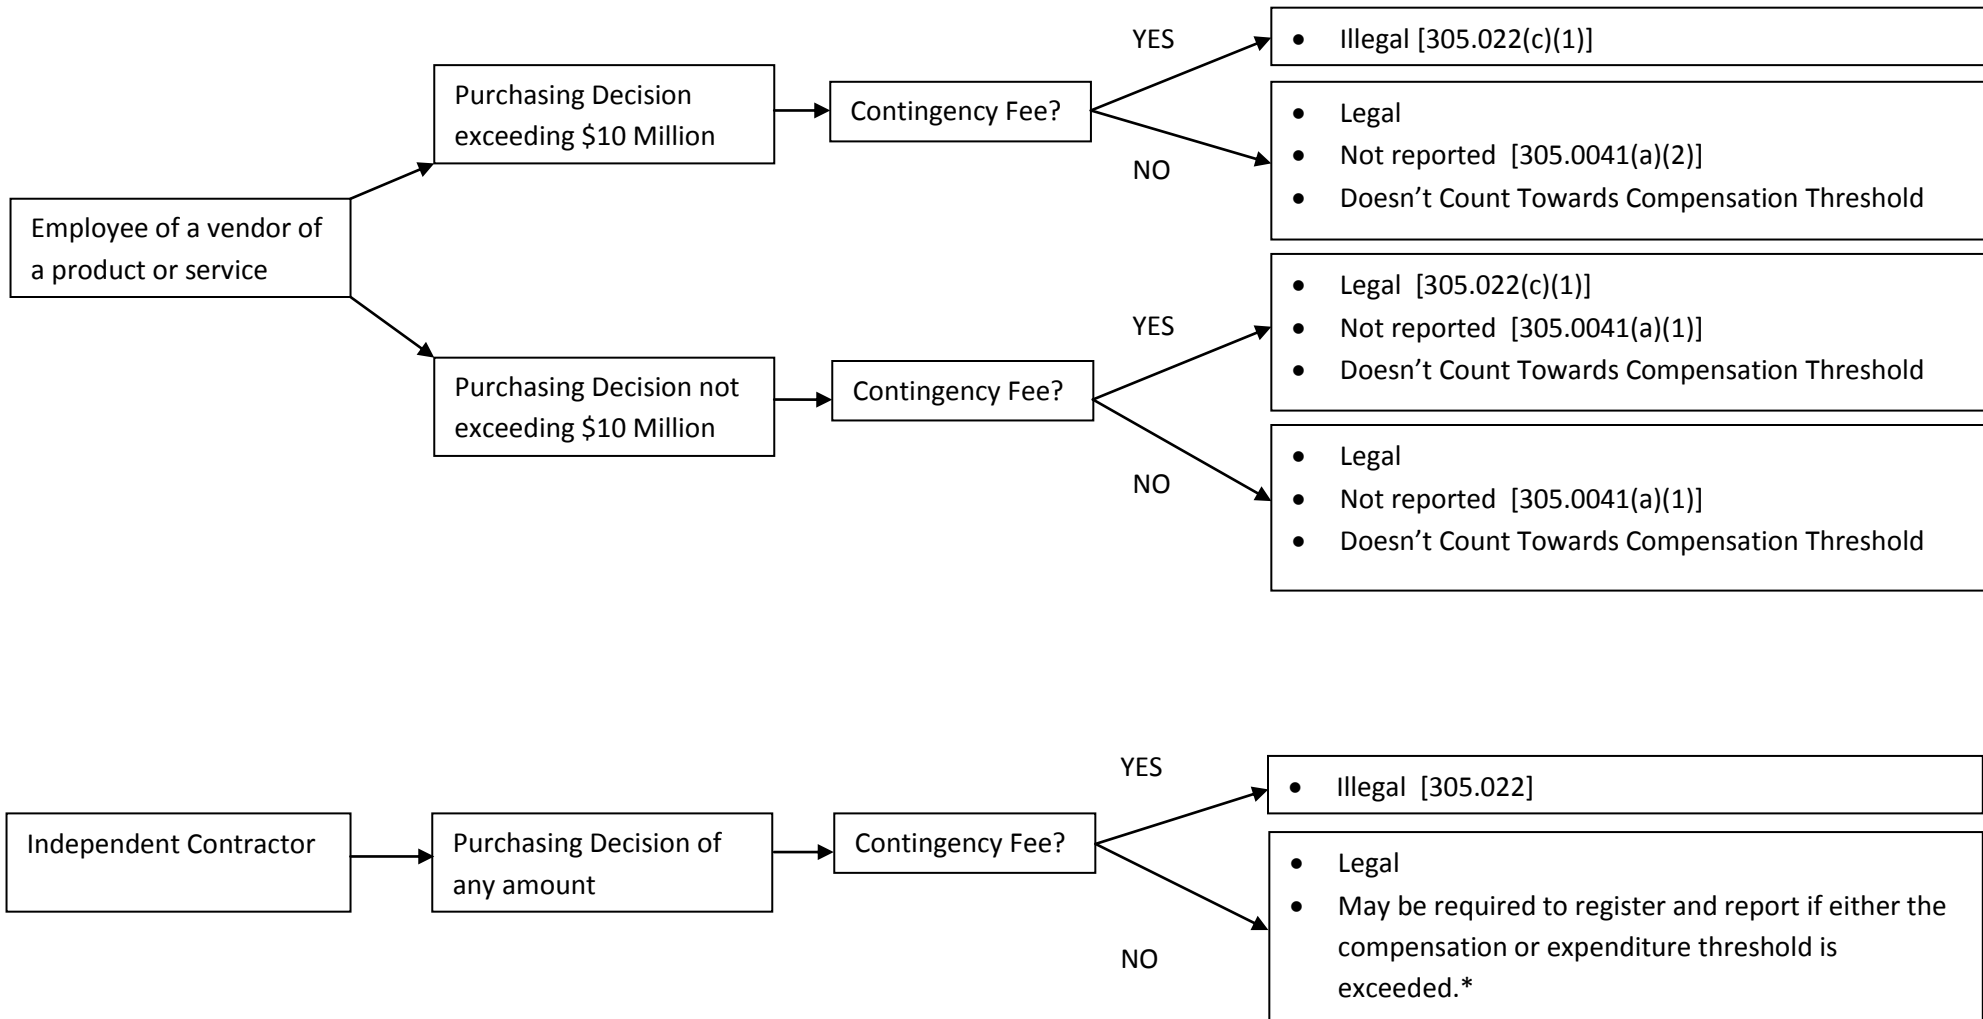 Employee of a vendor of
a product or service
Purchasing Decision
exceeding $10 Million
Contingency Fee?
YES
• Illegal [305.022(c)(1)]
NO
• Legal
• Not reported [305.0041(a)(2)]
• Doesn’t Count Towards Compensation Threshold
Purchasing Decision not
exceeding $10 Million
Contingency Fee?
YES
• Legal [305.022(c)(1)]
• Not reported [305.0041(a)(1)]
• Doesn’t Count Towards Compensation Threshold
NO
• Legal
• Not reported [305.0041(a)(1)]
• Doesn’t Count Towards Compensation Threshold
Independent Contractor
Purchasing Decision of
any amount
Contingency Fee?
YES
• Illegal [305.022]
NO
• Legal
• May be required to register and report if either the
compensation or expenditure threshold is
exceeded.*